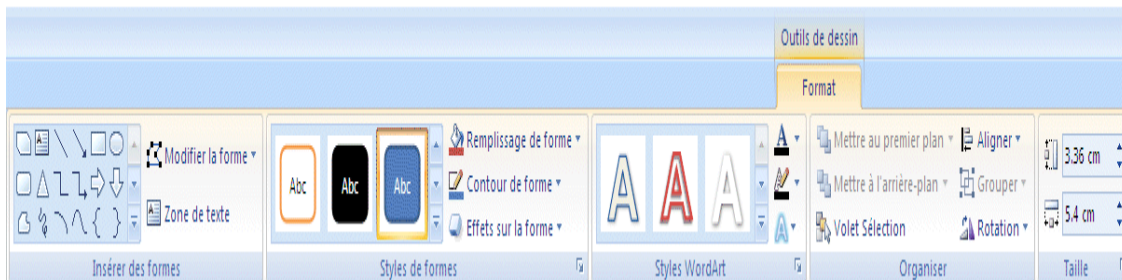 Outils de dessin
Format
Modifier la forme
Zone de texte
Insérer des formes
Abc Abc Abc
Remplissage de forme
Contour de forme
Effets sur la forme
Styles de formes
A A A
A
A
Styles WordArt
Mettre au premier plan
Mettre à l'arrière-plan
Volet Sélection
Aligner
Grouper
Rotation
Organiser
3.36 cm
5.4 cm
Taille